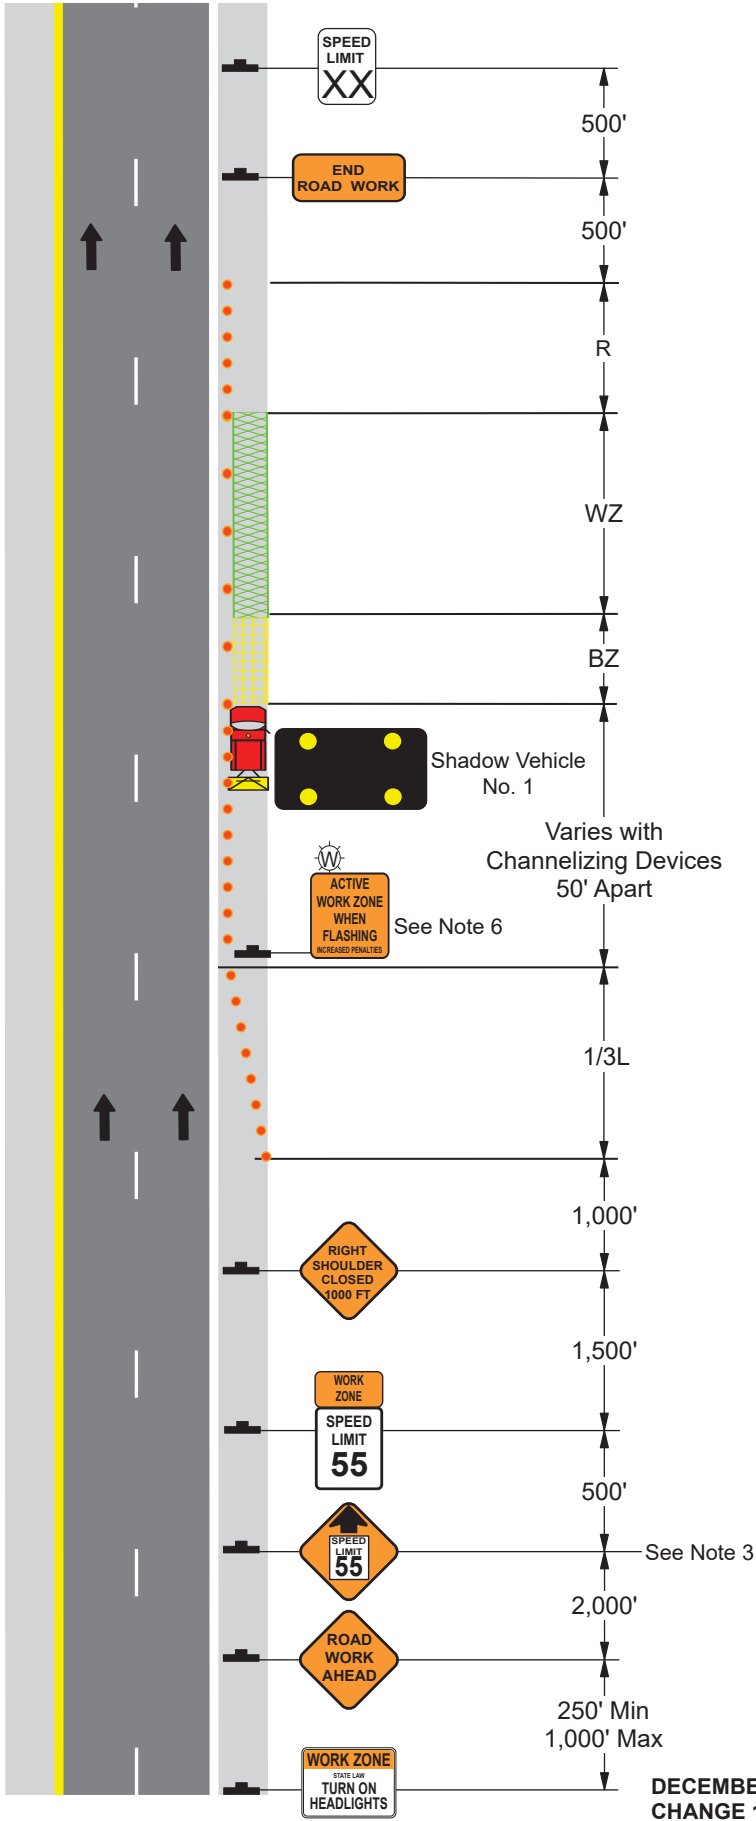 SPEED
LIMIT
XX
500'
END
ROAD WORK
500'
R
WZ
BZ
Shadow Vehicle
No. 1
Varies with
Channelizing Devices
50' Apart
W
ACTIVE
WORK ZONE
WHEN
FLASHING
INCREASED PENALTIES
See Note 6
1/3L
1,000'
RIGHT
SHOULDER
CLOSED
1000 FT
1,500'
WORK
ZONE
SPEED
LIMIT
55
500'
SPEED
LIMIT
55
See Note 3
2,000'
ROAD
WORK
AHEAD
250' Min
1,000' Max
WORK ZONE
STATE LAW
TURN ON
HEADLIGHTS
CHANGE